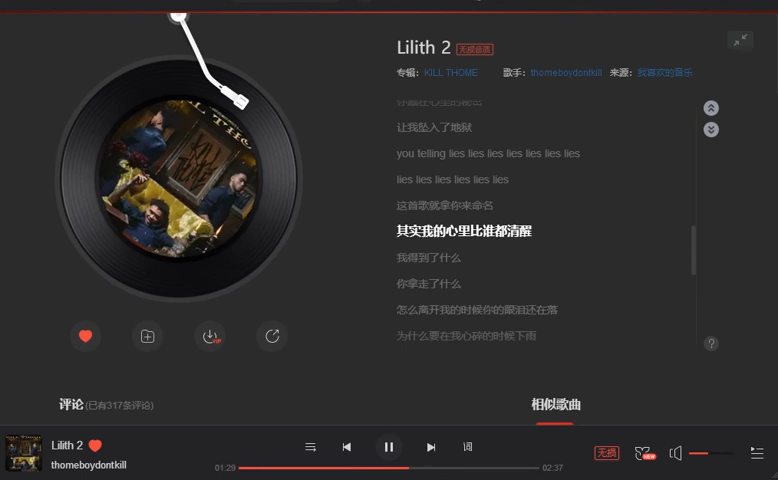 Lilith 2 无损音质
专辑：KILL THOME 歌手：thomeboydontkill 来源：我喜欢的音乐
让我坠入了地狱
you telling lies lies lies lies lies lies lies
lies lies lies lies lies lies
这首歌就拿你来命名
其实我的心里比谁都清醒
我得到了什么
你拿走了什么
怎么离开我的时候你的眼泪还在落
为什么要在我心碎的时候下雨
KILL THOME
VIP
?
评论(已有317条评论)
相似歌曲
Lilith 2
thomeboydontkill
词
01:29
02:37
无损
NEW